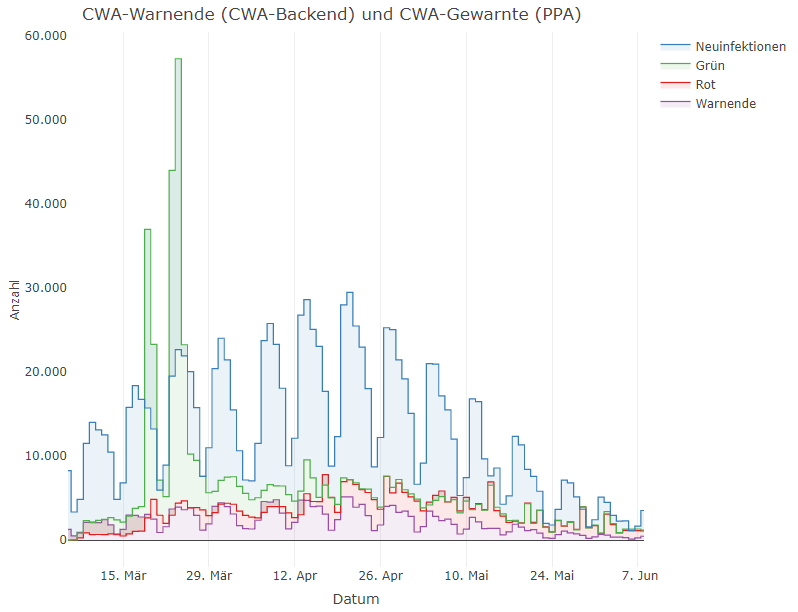 CWA-Warnende (CWA-Backend) und CWA-Gewarnte (PPA)
60.000
50.000
40.000
30.000
20.000
10.000
0
Anzahl
15. Mär
29. Mär
12. Apr
26. Apr
10. Mai
24. Mai
7. Jun
Datum
Neuinfektionen
Grün
Rot
Warnende